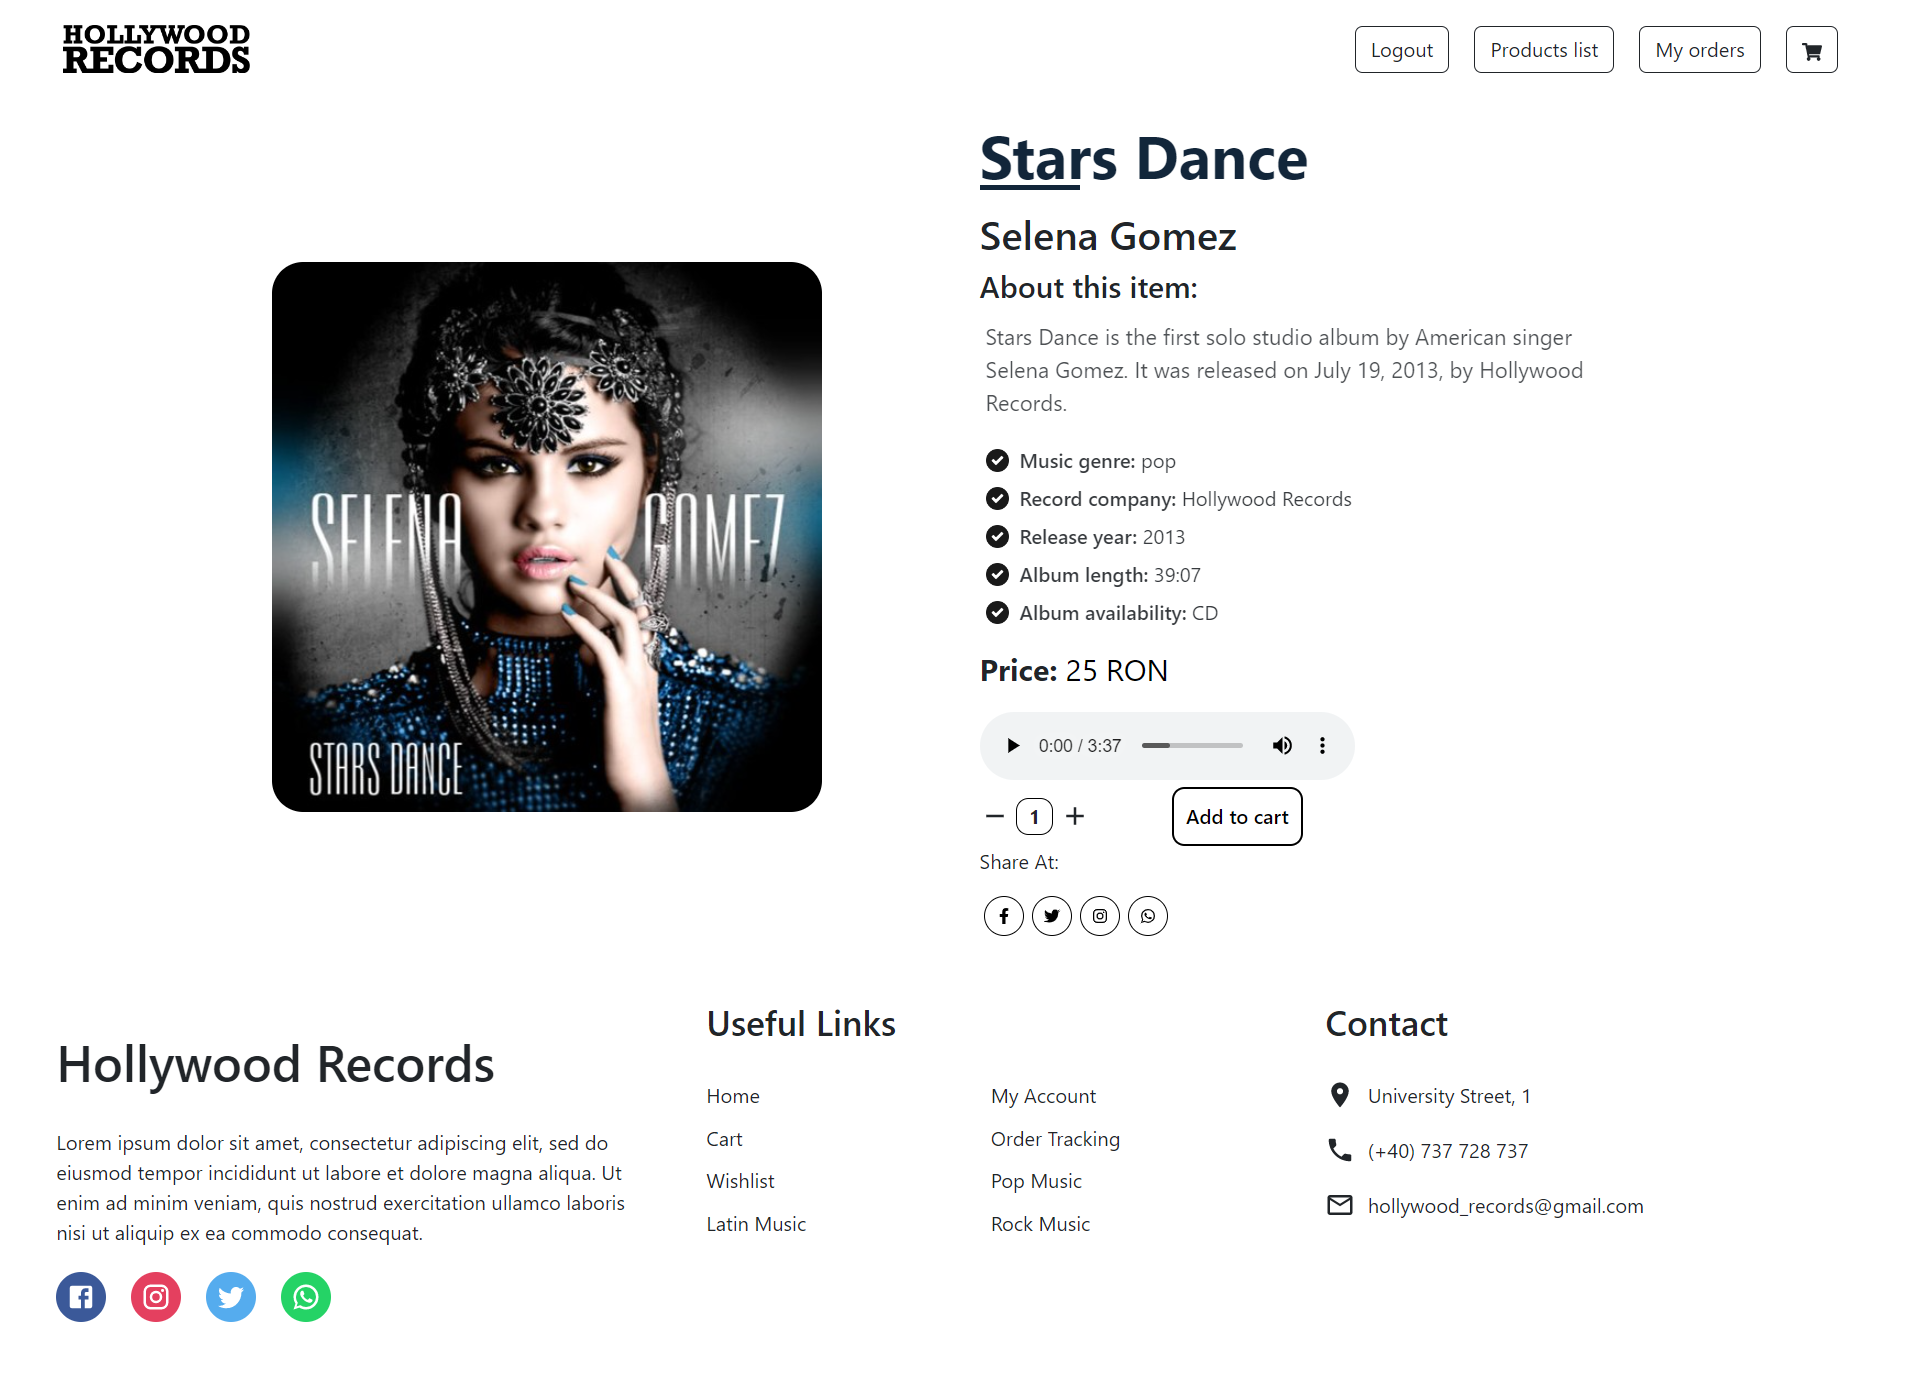 HOLLYWOOD
RECORDS
Logout
Products list
My orders
Stars Dance
Selena Gomez
About this item:
Stars Dance is the first solo studio album by American singer
Selena Gomez. It was released on July 19, 2013, by Hollywood
Records.
Music genre: pop
Record company: Hollywood Records
Release year: 2013
Album length: 39:07
Album availability: CD
Price: 25 RON
0:00 / 3:37
1
Add to cart
Share At:
SELENA GOMEZ
STARS DANCE
Hollywood Records
Lorem ipsum dolor sit amet, consectetur adipiscing elit, sed do
eiusmod tempor incididunt ut labore et dolore magna aliqua. Ut
enim ad minim veniam, quis nostrud exercitation ullamco laboris
nisi ut aliquip ex ea commodo consequat.
Useful Links
Home
Cart
Wishlist
Latin Music
My Account
Order Tracking
Pop Music
Rock Music
Contact
University Street, 1
(+40) 737 728 737
hollywood_records@gmail.com